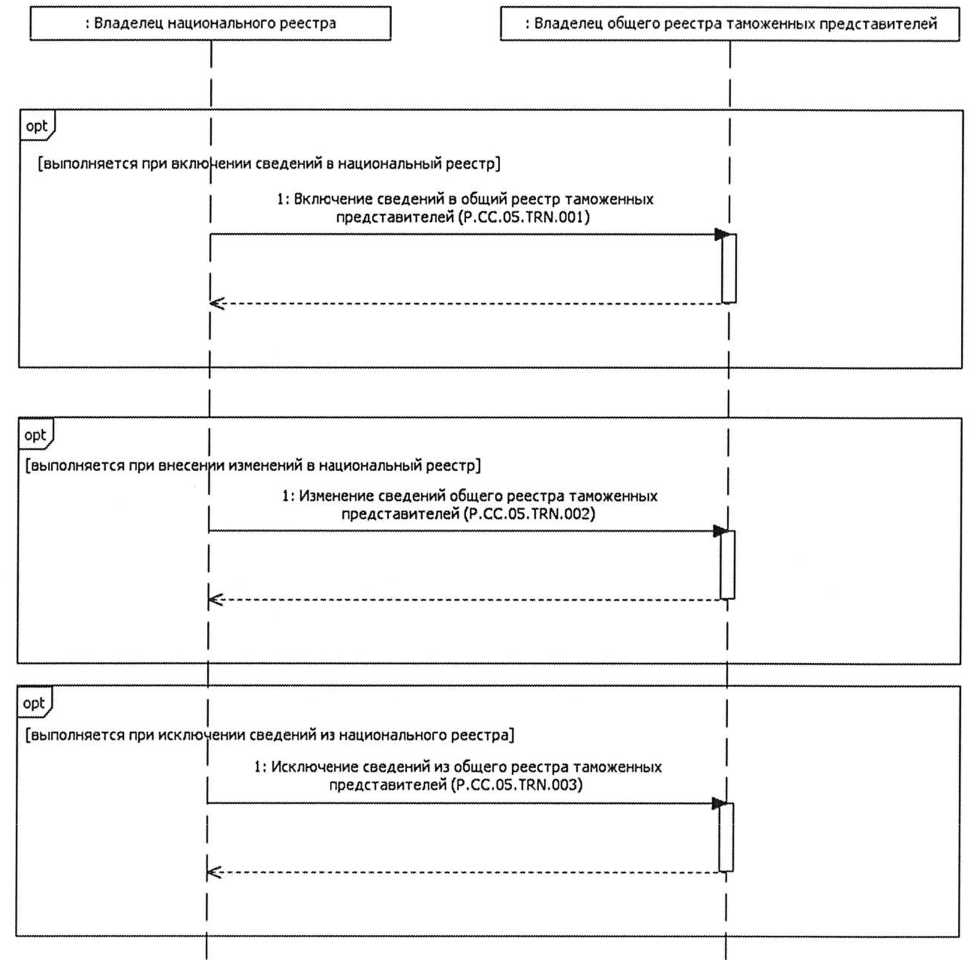 : Владелец национального реестра
: Владелец общего реестра таможенных представителей
opt
[выполняется при включении сведений в национальный реестр]
1: Включение сведений в общий реестр таможенных
представителей (P.CC.05.TRN.001)
opt
[выполняется при внесении изменений в национальный реестр]
1: Изменение сведений общего реестра таможенных
представителей (P.CC.05.TRN.002)
opt
[выполняется при исключении сведений из национального реестра]
1: Исключение сведений из общего реестра таможенных
представителей (P.CC.05.TRN.003)